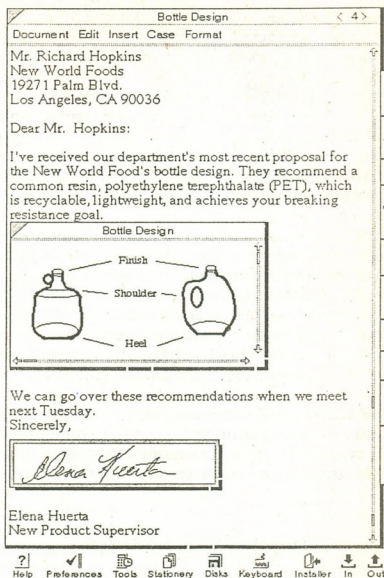 Bottle Design < 4 >
Document Edit Insert Case Format
Mr. Richard Hopkins
New World Foods
19271 Palm Blvd.
Los Angeles, CA 90036
Dear Mr. Hopkins:
I've received our department's most recent proposal for
the New World Food's bottle design. They recommend a
common resin, polyethylene terephthalate (PET), which
is recyclable, lightweight, and achieves your breaking
resistance goal.
Bottle Design
Finish
Shoulder
Heel
We can go over these recommendations when we meet
next Tuesday.
Sincerely,
Elena Huerta
Elena Huerta
New Product Supervisor
? Help Preferences Tools Stationery Disks Keyboard Installer In Out